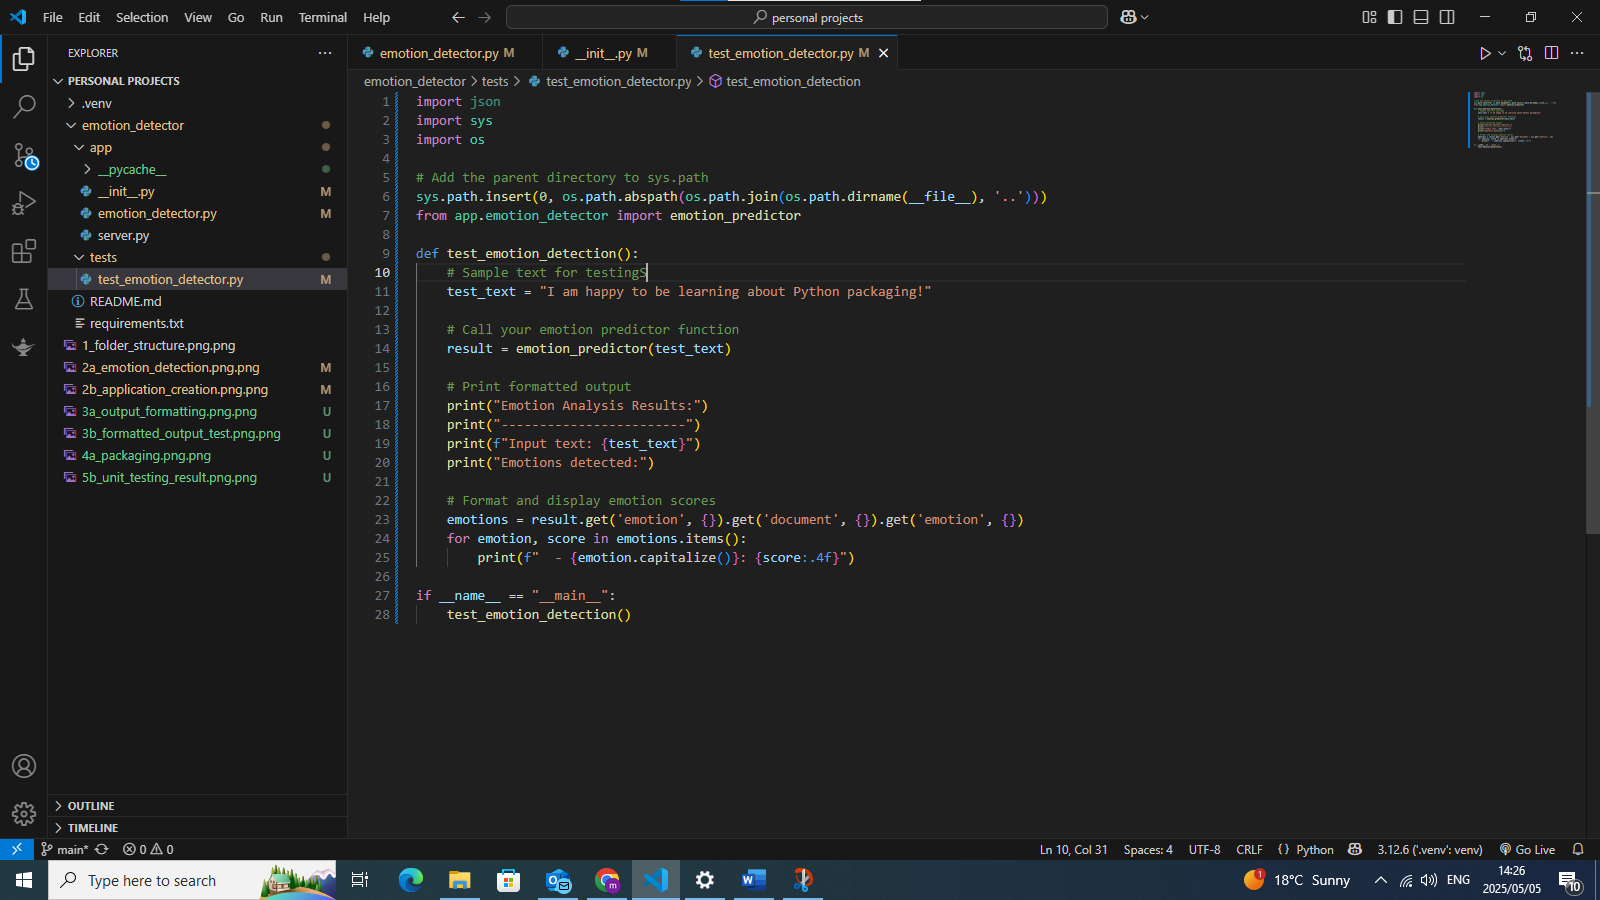 File Edit Selection View Go Run Terminal Help
personal projects
EXPLORER
PERSONAL PROJECTS
.venv
emotion_detector
app
__pycache__
__init__.py M
emotion_detector.py M
server.py
tests
test_emotion_detector.py M
README.md
requirements.txt
1_folder_structure.png.png
2a_emotion_detection.png.png M
2b_application_creation.png.png M
3a_output_formatting.png.png U
3b_formatted_output_test.png.png U
4a_packaging.png.png U
5b_unit_testing_result.png.png U
OUTLINE
TIMELINE
emotion_detector.py M __init__.py M test_emotion_detector.py M
emotion_detector > tests > test_emotion_detector.py > test_emotion_detection
1 import json
2 import sys
3 import os
4
5 # Add the parent directory to sys.path
6 sys.path.insert(0, os.path.abspath(os.path.join(os.path.dirname(__file__), '..')))
7 from app.emotion_detector import emotion_predictor
8
9 def test_emotion_detection():
10 # Sample text for testingS
11 test_text = "I am happy to be learning about Python packaging!"
12
13 # Call your emotion predictor function
14 result = emotion_predictor(test_text)
15
16 # Print formatted output
17 print("Emotion Analysis Results:")
18 print("------------------------")
19 print(f"Input text: {test_text}")
20 print("Emotions detected:")
21
22 # Format and display emotion scores
23 emotions = result.get('emotion', {}).get('document', {}).get('emotion', {})
24 for emotion, score in emotions.items():
25 print(f"  - {emotion.capitalize()}: {score:.4f}")
26
27 if __name__ == "__main__":
28 test_emotion_detection()
main* 0 0 Ln 10, Col 31 Spaces: 4 UTF-8 CRLF {} Python 3.12.6 ('.venv': venv) Go Live
Type here to search
1 18°C Sunny ENG 14:26
2025/05/05
10